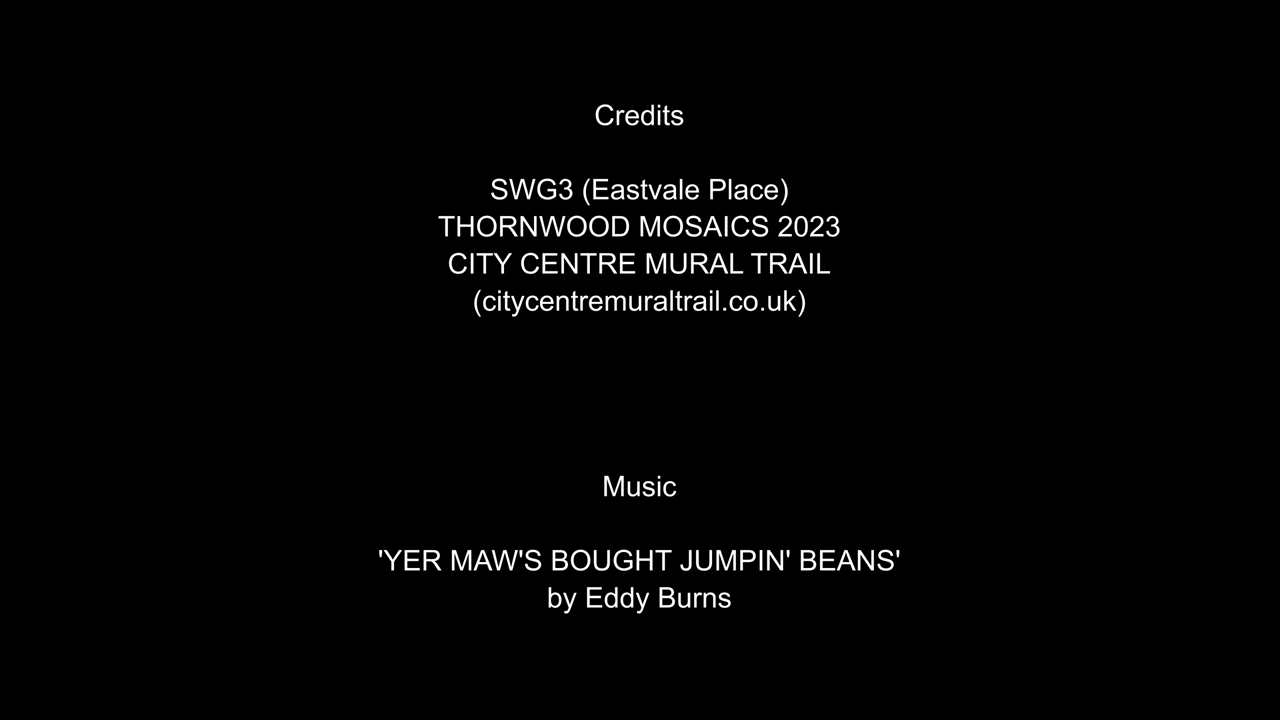 Credits
SWG3 (Eastvale Place)
THORNWOOD MOSAICS 2023
CITY CENTRE MURAL TRAIL
(citycentremuraltrail.co.uk)
Music
'YER MAW'S BOUGHT JUMPIN' BEANS'
by Eddy Burns